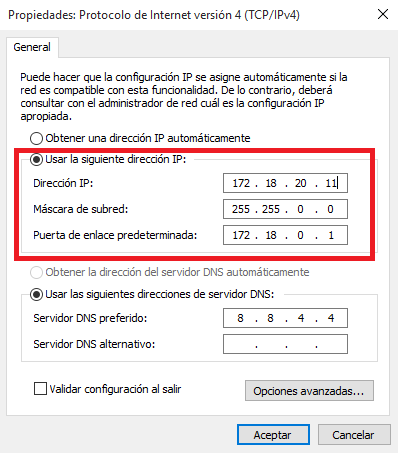 Propiedades: Protocolo de Internet versión 4 (TCP/IPv4)
General
Puede hacer que la configuración IP se asigne automáticamente si la
red es compatible con esta funcionalidad. De lo contrario, deberá
consultar con el administrador de red cuál es la configuración IP
apropiada.
Obtener una dirección IP automáticamente
Usar la siguiente dirección IP:
Dirección IP: 172 . 18 . 20 . 11
Máscara de subred: 255 . 255 . 0 . 0
Puerta de enlace predeterminada: 172 . 18 . 0 . 1
Obtener la dirección del servidor DNS automáticamente
Usar las siguientes direcciones de servidor DNS:
Servidor DNS preferido: 8 . 8 . 4 . 4
Servidor DNS alternativo: . . .
Validar configuración al salir
Opciones avanzadas...
Aceptar Cancelar